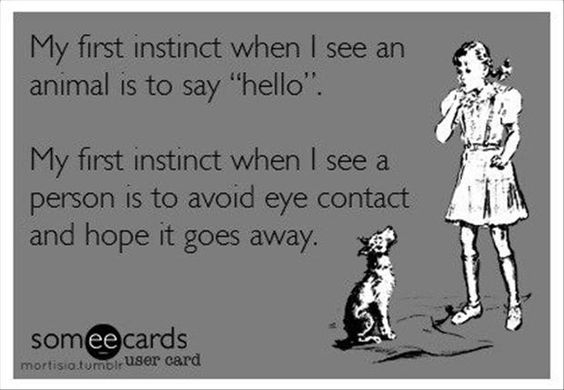 My first instinct when I see an
animal is to say “hello”.
My first instinct when I see a
person is to avoid eye contact
and hope it goes away.
someecards
user card
mortisia.tumblr